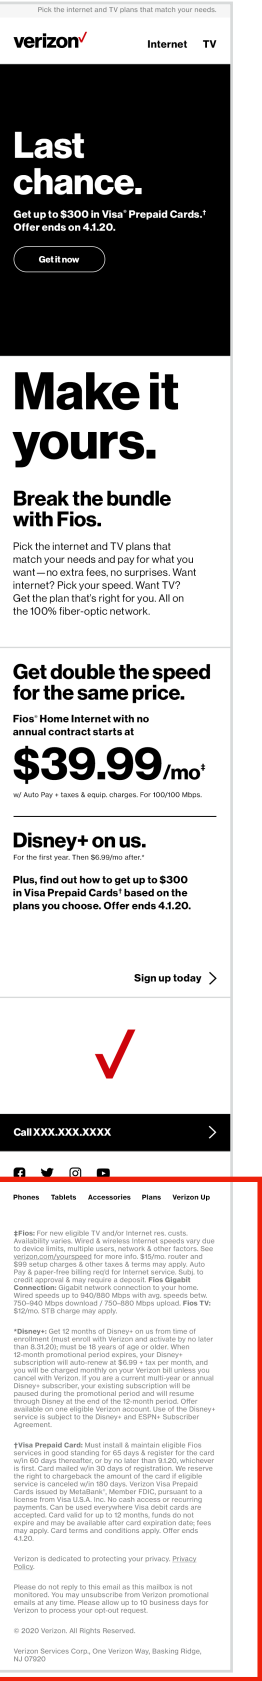 Pick the internet and TV plans that match your needs.
verizon✓
Internet TV
Last
chance.
Get up to $300 in Visa® Prepaid Cards.†
Offer ends on 4.1.20.
Get it now
Make it
yours.
Break the bundle
with Fios.
Pick the internet and TV plans that
match your needs and pay for what you
want—no extra fees, no surprises. Want
internet? Pick your speed. Want TV?
Get the plan that's right for you. All on
the 100% fiber-optic network.
Get double the speed
for the same price.
Fios® Home Internet with no
annual contract starts at
$39.99/mo‡
w/ Auto Pay + taxes & equip. charges. For 100/100 Mbps.
Disney+ on us.
For the first year. Then $6.99/mo after.*
Plus, find out how to get up to $300
in Visa Prepaid Cards† based on the
plans you choose. Offer ends 4.1.20.
Sign up today
Call XXX.XXX.XXXX
Phones Tablets Accessories Plans Verizon Up
‡Fios: For new eligible TV and/or Internet res. custs.
Availability varies. Wired & wireless Internet speeds vary due
to device limits, multiple users, network & other factors. See
verizon.com/yourspeed for more info. $15/mo. router and
$99 setup charges & other taxes & terms may apply. Auto
Pay & paper-free billing req'd for Internet service. Subj. to
credit approval & may require a deposit. Fios Gigabit
Connection: Gigabit network connection to your home.
Wired speeds up to 940/880 Mbps with avg. speeds betw.
750-940 Mbps download / 750-880 Mbps upload. Fios TV:
$12/mo. STB charge may apply.
*Disney+: Get 12 months of Disney+ on us from time of
enrollment (must enroll with Verizon and activate by no later
than 8.31.20); must be 18 years of age or older. When
12-month promotional period expires, your Disney+
subscription will auto-renew at $6.99 + tax per month, and
you will be charged monthly on your Verizon bill unless you
cancel with Verizon. If you are a current multi-year or annual
Disney+ subscriber, your existing subscription will be
paused during the promotional period and will resume
through Disney at the end of the 12-month period. Offer
available on one eligible Verizon account. Use of the Disney+
service is subject to the Disney+ and ESPN+ Subscriber
Agreement.
†Visa Prepaid Card: Must install & maintain eligible Fios
services in good standing for 65 days & register for the card
w/in 60 days thereafter, or by no later than 9.1.20, whichever
is first. Card mailed w/in 30 days of registration. We reserve
the right to chargeback the amount of the card if eligible
service is canceled w/in 180 days. Verizon Visa Prepaid
Cards issued by MetaBank®, Member FDIC, pursuant to a
license from Visa U.S.A. Inc. No cash access or recurring
payments. Can be used everywhere Visa debit cards are
accepted. Card valid for up to 12 months, funds do not
expire and may be available after card expiration date; fees
may apply. Card terms and conditions apply. Offer ends
4.1.20.
Verizon is dedicated to protecting your privacy. Privacy
Policy.
Please do not reply to this email as this mailbox is not
monitored. You may unsubscribe from Verizon promotional
emails at any time. Please allow up to 10 business days for
Verizon to process your opt-out request.
© 2020 Verizon. All Rights Reserved.
Verizon Services Corp., One Verizon Way, Basking Ridge,
NJ 07920